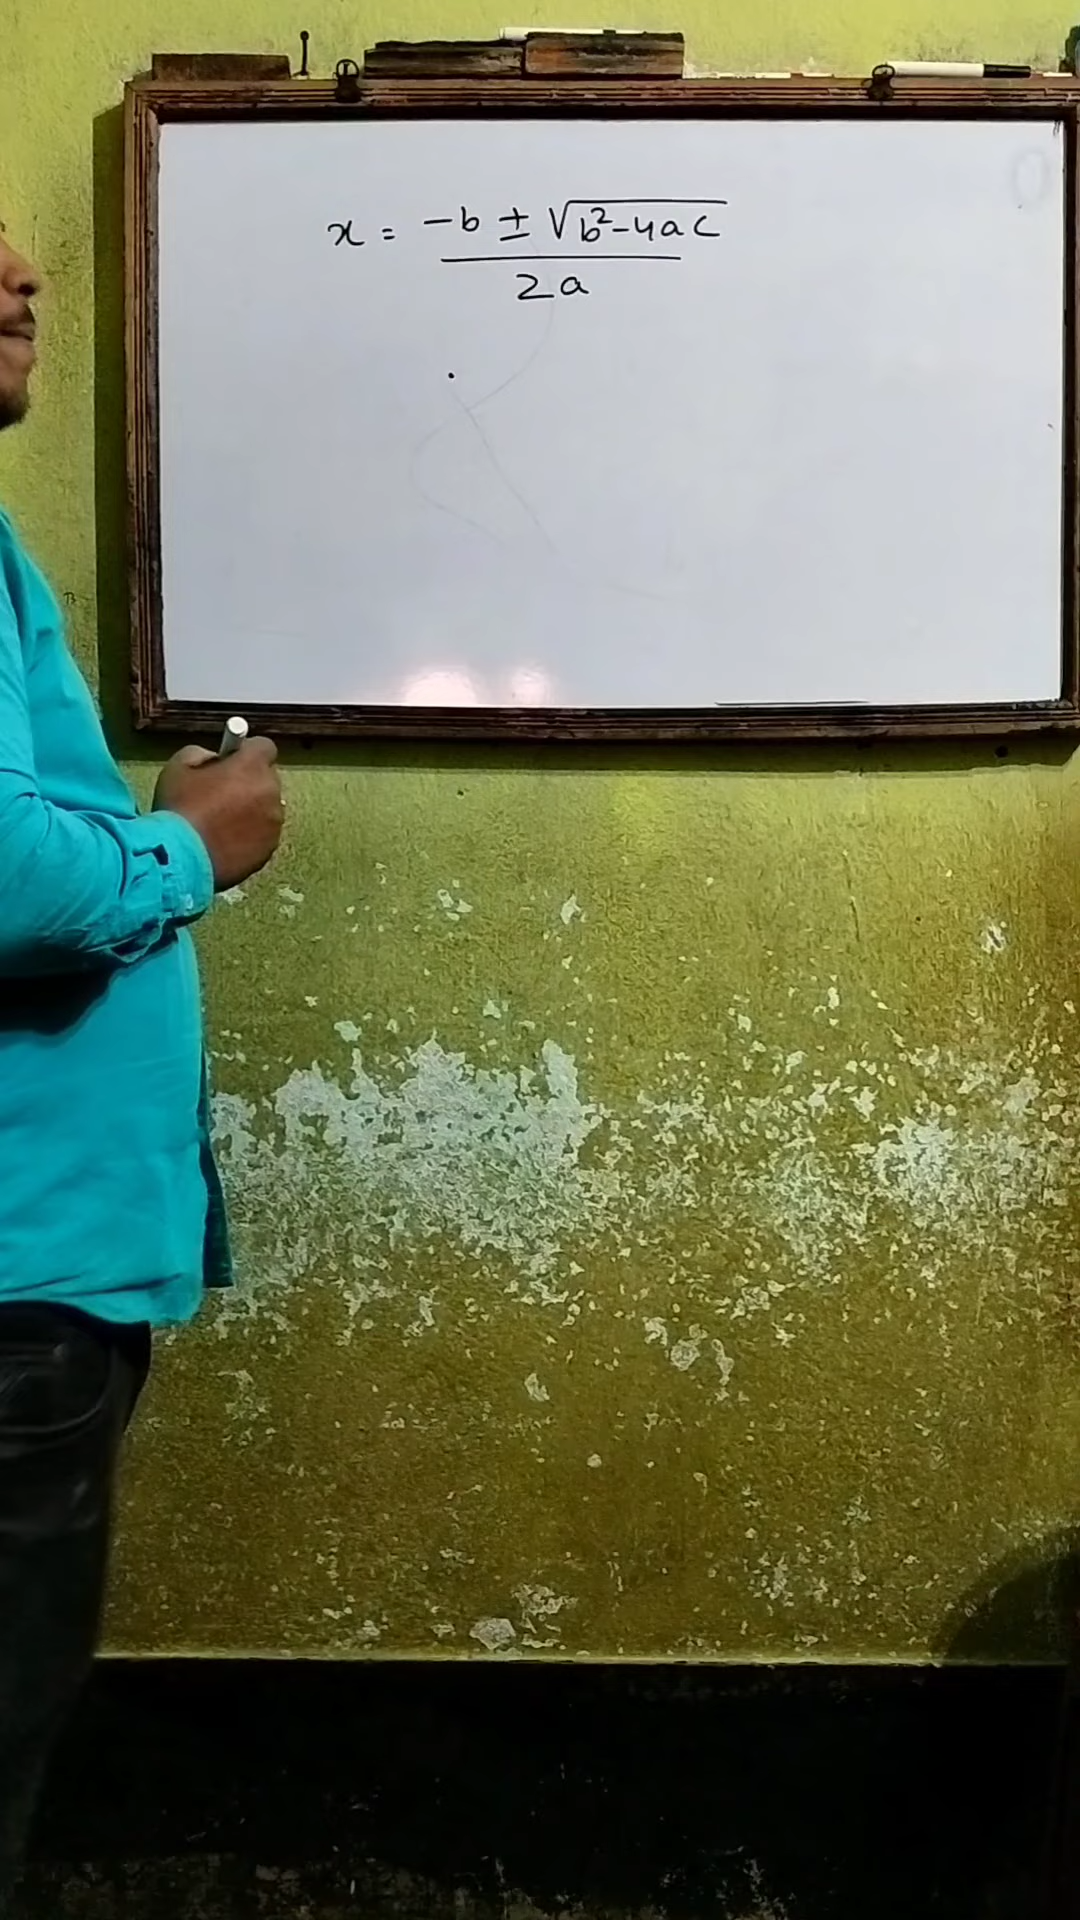 x = -b ± √b²-4ac
2a